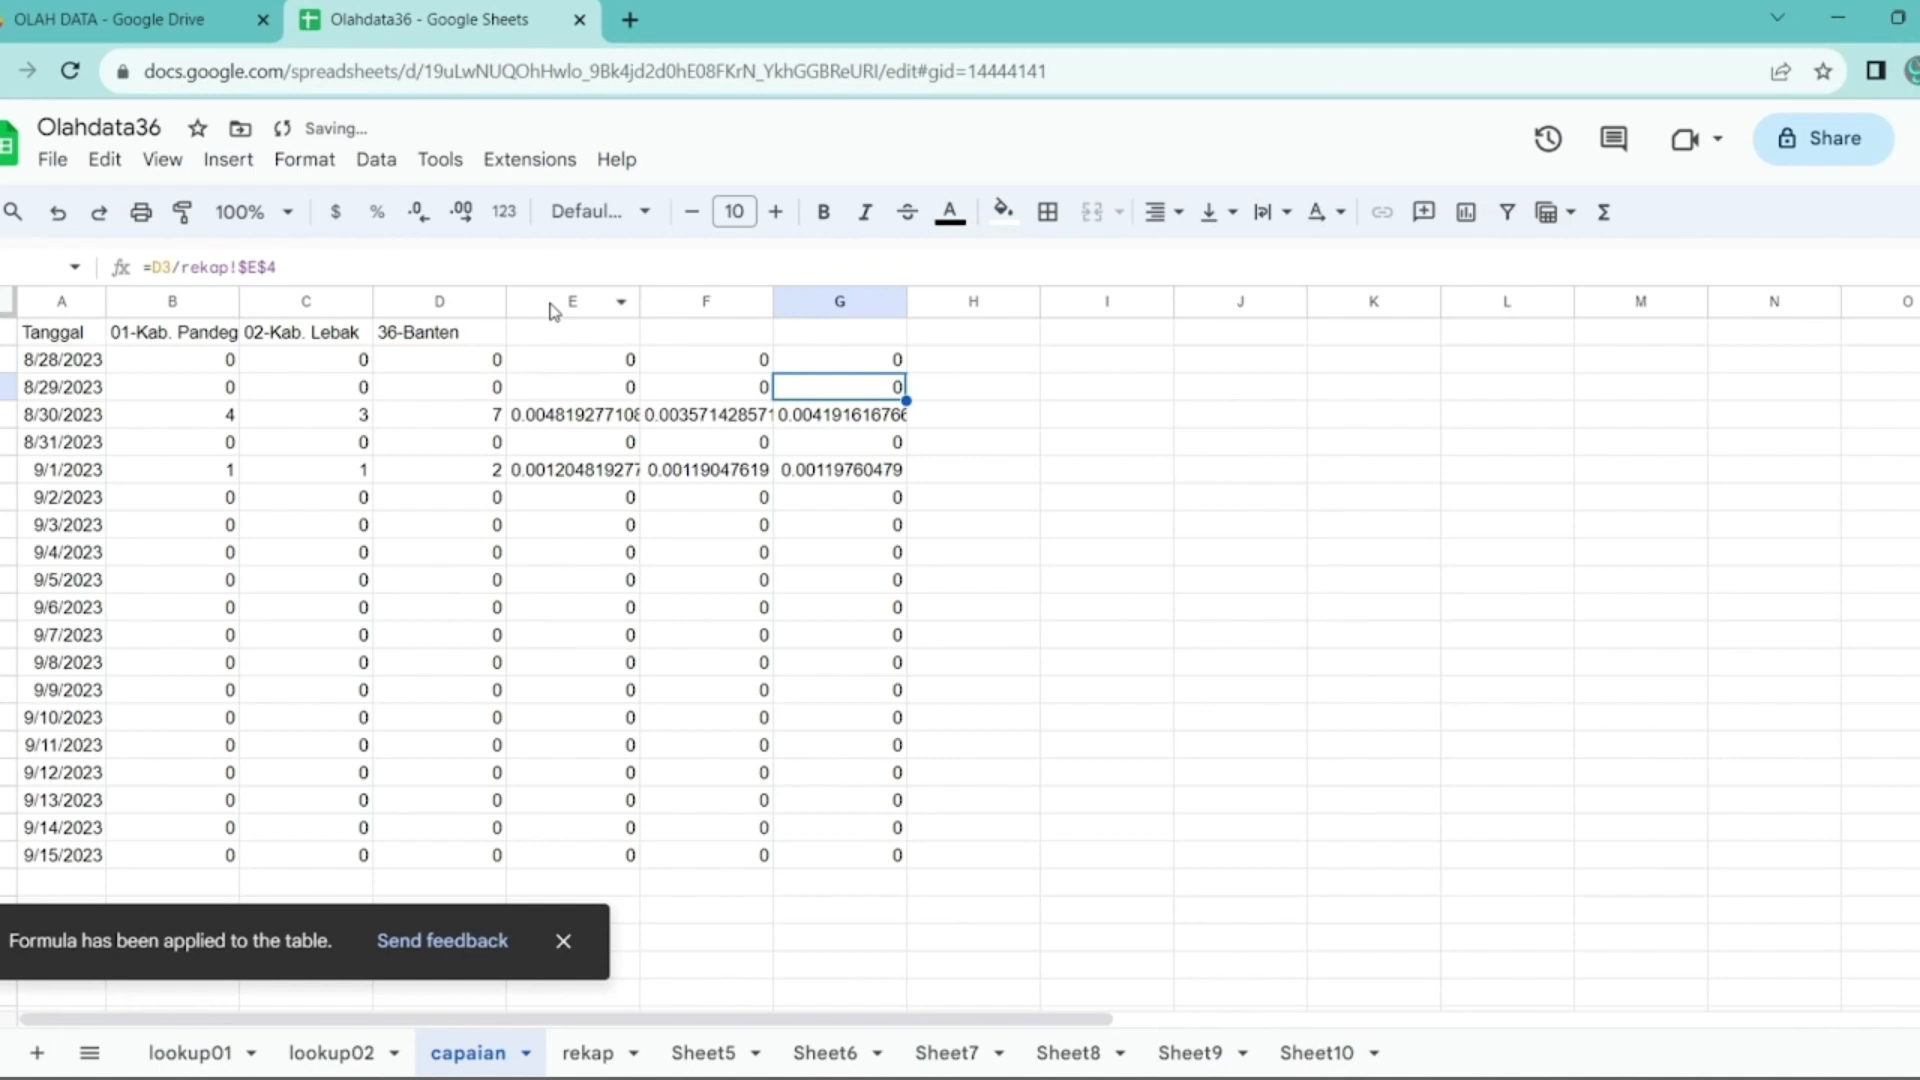 OLAH DATA - Google Drive Olahdata36 - Google Sheets
docs.google.com/spreadsheets/d/19uLwNUQOhHwlo_9Bk4jd2d0hE08FKrN_YkhGGBReURI/edit#gid=14444141
Olahdata36 Saving...
File Edit View Insert Format Data Tools Extensions Help
Share
100% $ % .0 .00 123 Defaul... 10 B I A Σ
fx =D3/rekap!$E$4
A B C D E F G H I J K L M N O
Tanggal 01-Kab. Pandeg 02-Kab. Lebak 36-Banten
8/28/2023 0 0 0 0 0 0
8/29/2023 0 0 0 0 0 0
8/30/2023 4 3 7 0.004819277108 0.003571428571 0.004191616766
8/31/2023 0 0 0 0 0 0
9/1/2023 1 1 2 0.001204819277 0.00119047619 0.00119760479
9/2/2023 0 0 0 0 0 0
9/3/2023 0 0 0 0 0 0
9/4/2023 0 0 0 0 0 0
9/5/2023 0 0 0 0 0 0
9/6/2023 0 0 0 0 0 0
9/7/2023 0 0 0 0 0 0
9/8/2023 0 0 0 0 0 0
9/9/2023 0 0 0 0 0 0
9/10/2023 0 0 0 0 0 0
9/11/2023 0 0 0 0 0 0
9/12/2023 0 0 0 0 0 0
9/13/2023 0 0 0 0 0 0
9/14/2023 0 0 0 0 0 0
9/15/2023 0 0 0 0 0 0
Formula has been applied to the table. Send feedback
lookup01 lookup02 capaian rekap Sheet5 Sheet6 Sheet7 Sheet8 Sheet9 Sheet10